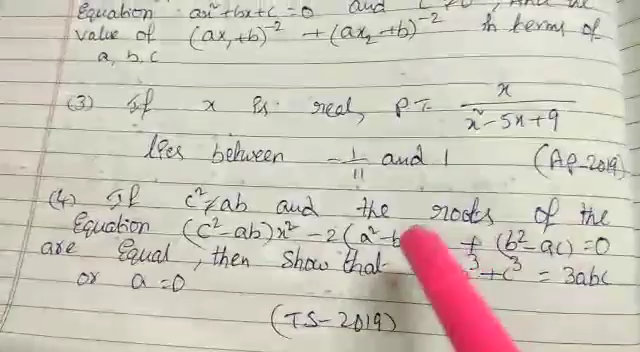 Equation ax²+bx+c=0 and
value of (ax₁+b)⁻² + (ax₂+b)⁻² in terms of
a, b, c
(3) If x is real, P.T x/(x²-5x+9)
lies between -1/11 and 1 (AP-2019)
(4) If c²≠ab and the roots of the
Equation (c²-ab)x² -2(a²-b + (b²-ac)=0
are Equal, then show that ³+c³ = 3abc
or a=0
(TS-2019)